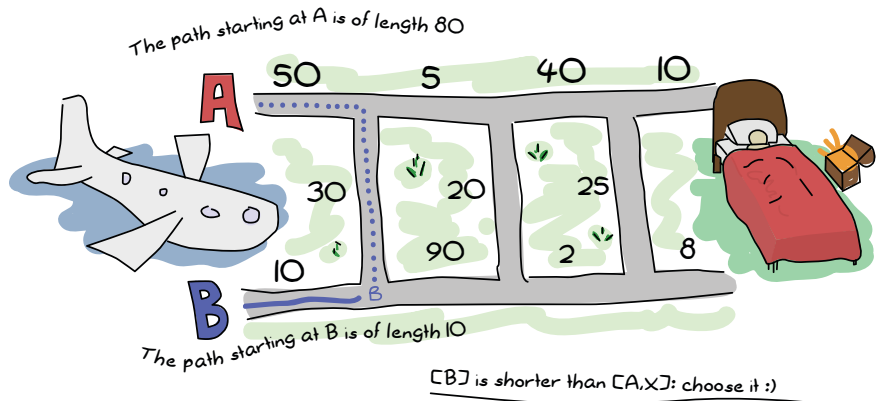 The path starting at A is of length 80
50 5 40 10
A
30 20 25
10 90 2 8
B
B
The path starting at B is of length 10
[B] is shorter than [A,X]: choose it :)